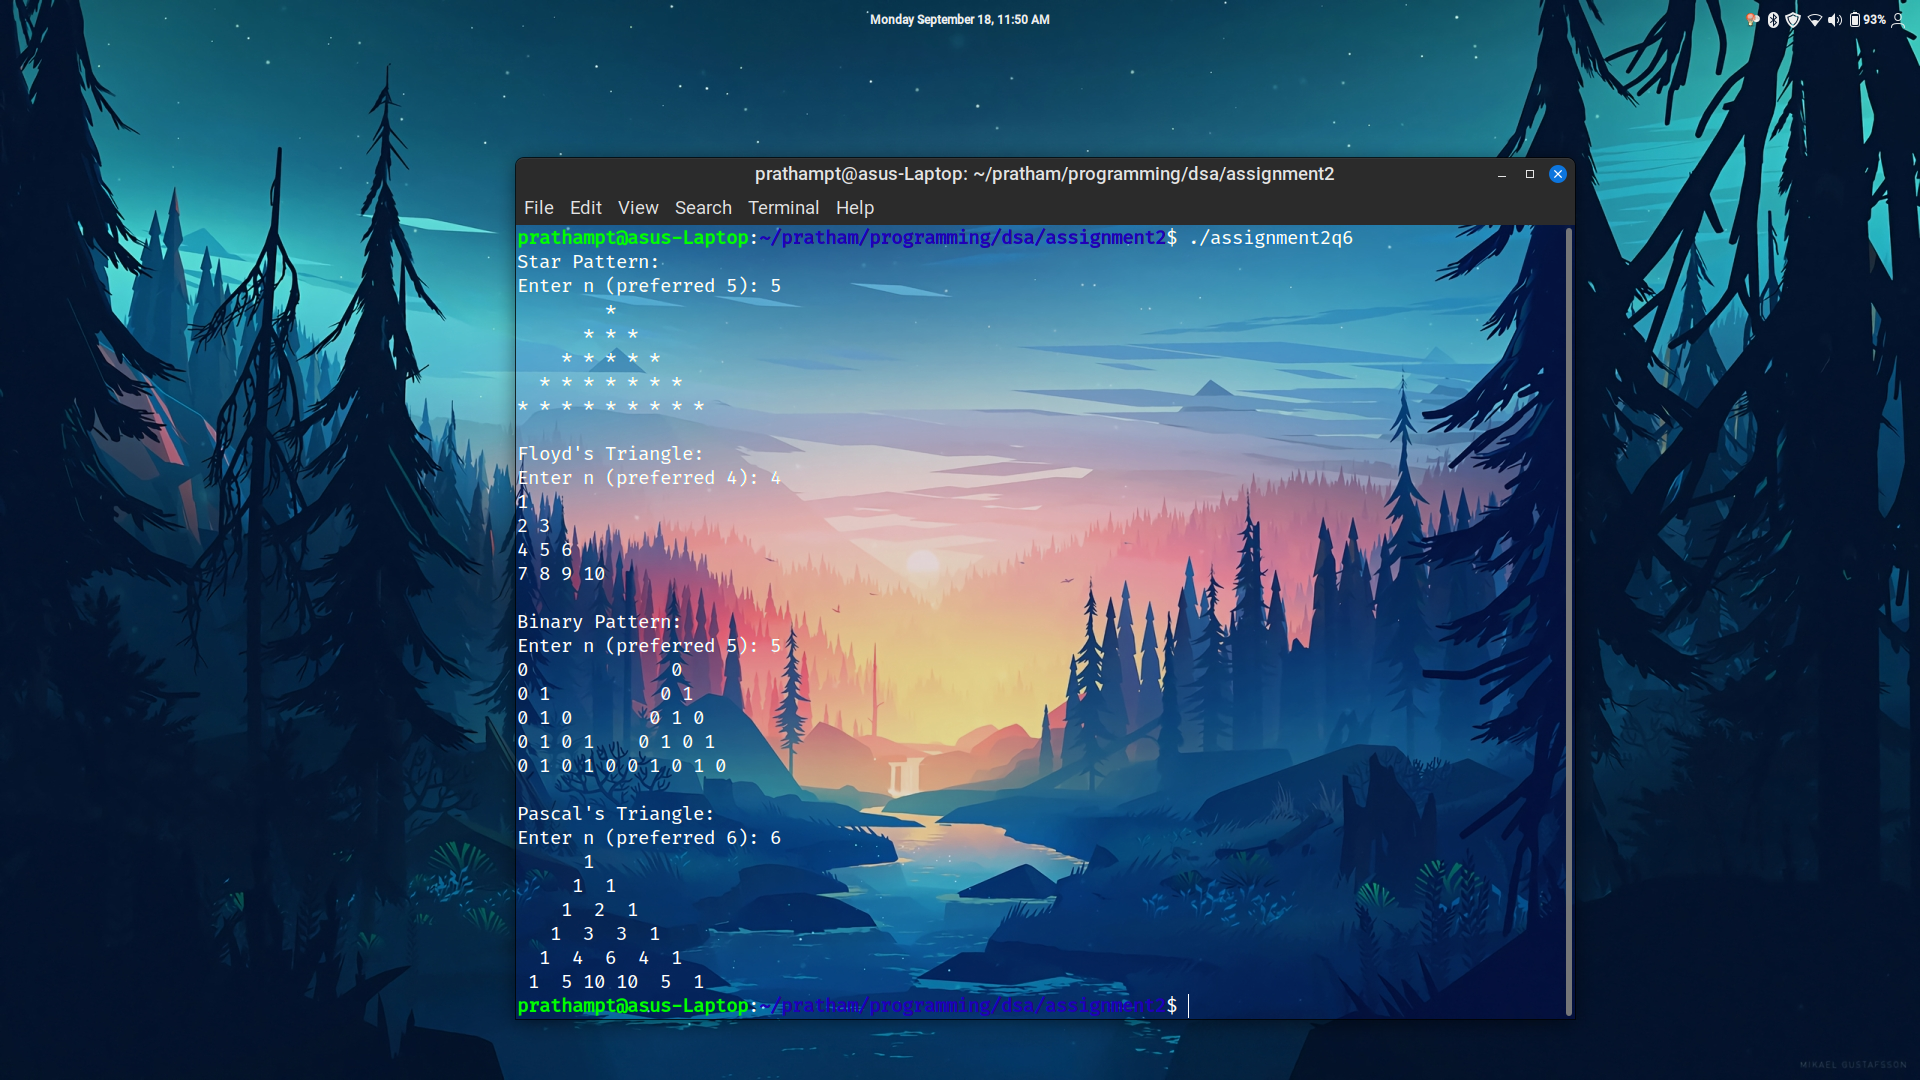 Monday September 18, 11:50 AM
93%
prathampt@asus-Laptop: ~/pratham/programming/dsa/assignment2
File Edit View Search Terminal Help
prathampt@asus-Laptop:~/pratham/programming/dsa/assignment2$ ./assignment2q6
Star Pattern:
Enter n (preferred 5): 5
        *
      * * *
    * * * * *
  * * * * * * *
* * * * * * * * *
Floyd's Triangle:
Enter n (preferred 4): 4
1
2 3
4 5 6
7 8 9 10
Binary Pattern:
Enter n (preferred 5): 5
0             0
0 1          0 1
0 1 0       0 1 0
0 1 0 1    0 1 0 1
0 1 0 1 0 0 1 0 1 0
Pascal's Triangle:
Enter n (preferred 6): 6
      1
     1  1
    1  2  1
   1  3  3  1
  1  4  6  4  1
 1  5 10 10  5  1
prathampt@asus-Laptop:~/pratham/programming/dsa/assignment2$
MIKAEL GUSTAFSSON